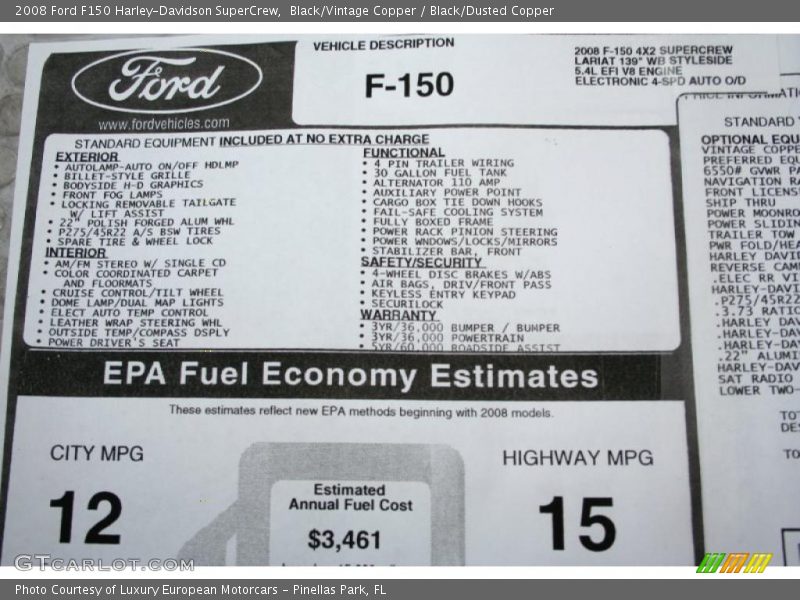 2008 Ford F150 Harley-Davidson SuperCrew, Black/Vintage Copper / Black/Dusted Copper
Ford
www.fordvehicles.com
VEHICLE DESCRIPTION
F-150
2008 F-150 4X2 SUPERCREW
LARIAT 139" WB STYLESIDE
5.4L EFI V8 ENGINE
ELECTRONIC 4-SPD AUTO O/D
STANDARD EQUIPMENT INCLUDED AT NO EXTRA CHARGE
EXTERIOR
• AUTOLAMP-AUTO ON/OFF HDLMP
• BILLET-STYLE GRILLE
• BODYSIDE H-D GRAPHICS
• FRONT FOG LAMPS
• LOCKING REMOVABLE TAILGATE
W/ LIFT ASSIST
• 22" POLISH FORGED ALUM WHL
• P275/45R22 A/S BSW TIRES
• SPARE TIRE & WHEEL LOCK
INTERIOR
• AM/FM STEREO W/ SINGLE CD
• COLOR COORDINATED CARPET
AND FLOORMATS
• CRUISE CONTROL/TILT WHEEL
• DOME LAMP/DUAL MAP LIGHTS
• ELECT AUTO TEMP CONTROL
• LEATHER WRAP STEERING WHL
• OUTSIDE TEMP/COMPASS DSPLY
• POWER DRIVER'S SEAT
FUNCTIONAL
• 4 PIN TRAILER WIRING
• 30 GALLON FUEL TANK
• ALTERNATOR 110 AMP
• AUXILIARY POWER POINT
• CARGO BOX TIE DOWN HOOKS
• FAIL-SAFE COOLING SYSTEM
• FULLY BOXED FRAME
• POWER RACK PINION STEERING
• POWER WNDOWS/LOCKS/MIRRORS
• STABILIZER BAR, FRONT
SAFETY/SECURITY
• 4-WHEEL DISC BRAKES W/ABS
• AIR BAGS, DRIV/FRONT PASS
• KEYLESS ENTRY KEYPAD
• SECURILOCK
WARRANTY
• 3YR/36,000 BUMPER / BUMPER
• 3YR/36,000 POWERTRAIN
• 5YR/60,000 ROADSIDE ASSIST
PRICE INFORMATI
STANDARD
OPTIONAL EQU
VINTAGE COPPE
PREFERRED EQU
6550# GVWR PA
NAVIGATION RA
FRONT LICENS
SHIP THRU
POWER MOONRO
POWER SLIDIN
TRAILER TOW
PWR FOLD/HEA
HARLEY DAVID
REVERSE CAME
.ELEC RR VI
HARLEY-DAVI
.P275/45R22
.3.73 RATIO
.HARLEY DAV
.HARLEY-DAV
.HARLEY-DAV
.22" ALUMI
HARLEY-DAV
SAT RADIO
LOWER TWO-
TOT
DES
TO
EPA Fuel Economy Estimates
These estimates reflect new EPA methods beginning with 2008 models.
CITY MPG
12
Estimated
Annual Fuel Cost
$3,461
HIGHWAY MPG
15
GTCARLOT.COM
Photo Courtesy of Luxury European Motorcars - Pinellas Park, FL